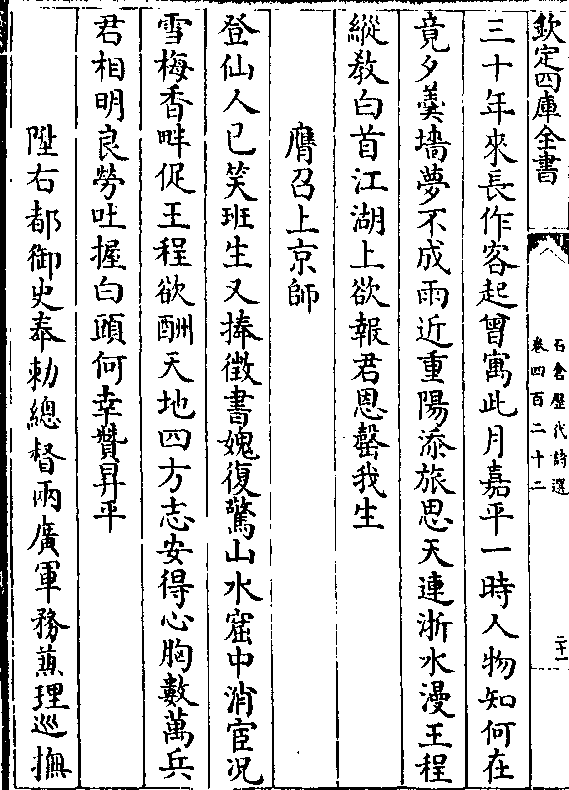 欽定四庫全書
石倉歷代詩選
卷四百二十二
二十一
三十年來長作客起曾寓此月嘉平一時人物知何在
竟夕羮墻夢不成雨近重陽添旅思天連浙水漫王程
縱教白首江湖上欲報君恩罄我生
膺召上京師
登仙人已笑班生又捧徵書媿復驚山水窟中消宦况
雪梅香畔促王程欲酬天地四方志安得心胸數萬兵
君相明良勞吐握白頭何幸贊昇平
陞右都御史奉勅總督兩廣軍務兼理巡撫